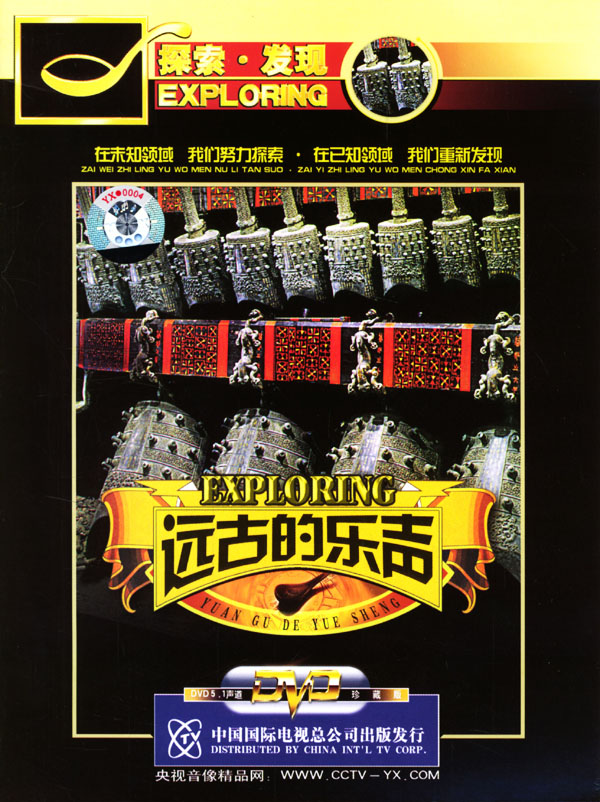 探索·发现
EXPLORING
在未知领域 我们努力探索·在已知领域 我们重新发现
ZAI WEI ZHI LING YU WO MEN NU LI TAN SUO · ZAI YI ZHI LING YU WO MEN CHONG XIN FA XIAN
YX●0004
EXPLORING
远古的乐声
YUAN GU DE YUE SHENG
DVD5.1声道 DVD 珍藏版
CTV 中国国际电视总公司出版发行
DISTRIBUTED BY CHINA INT'L TV CORP.
央视音像精品网：WWW.CCTV-YX.COM